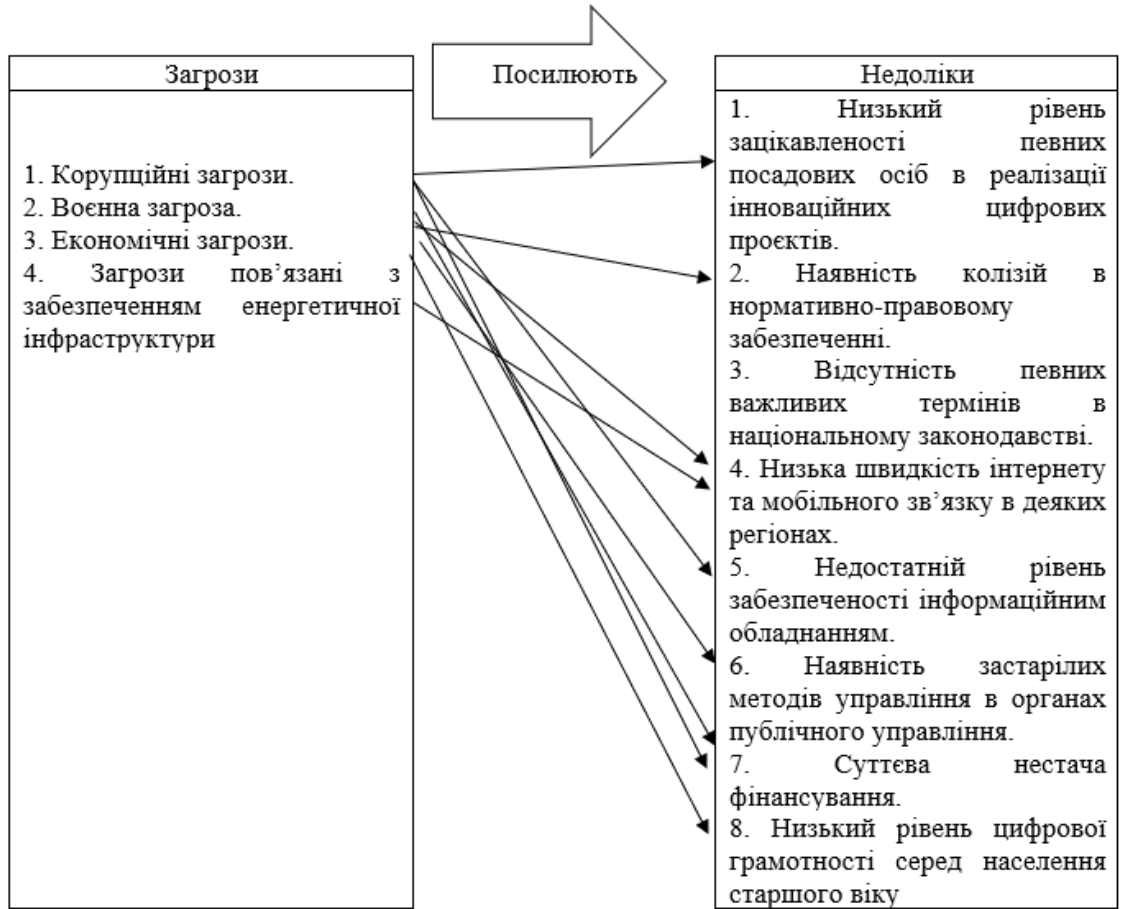 Загрози
1. Корупційні загрози.
2. Воєнна загроза.
3. Економічні загрози.
4. Загрози пов’язані з
забезпеченням енергетичної
інфраструктури
Посилюють
Недоліки
1. Низький рівень
зацікавленості певних
посадових осіб в реалізації
інноваційних цифрових
проєктів.
2. Наявність колізій в
нормативно-правовому
забезпеченні.
3. Відсутність певних
важливих термінів в
національному законодавстві.
4. Низька швидкість інтернету
та мобільного зв’язку в деяких
регіонах.
5. Недостатній рівень
забезпеченості інформаційним
обладнанням.
6. Наявність застарілих
методів управління в органах
публічного управління.
7. Суттєва нестача
фінансування.
8. Низький рівень цифрової
грамотності серед населення
старшого віку